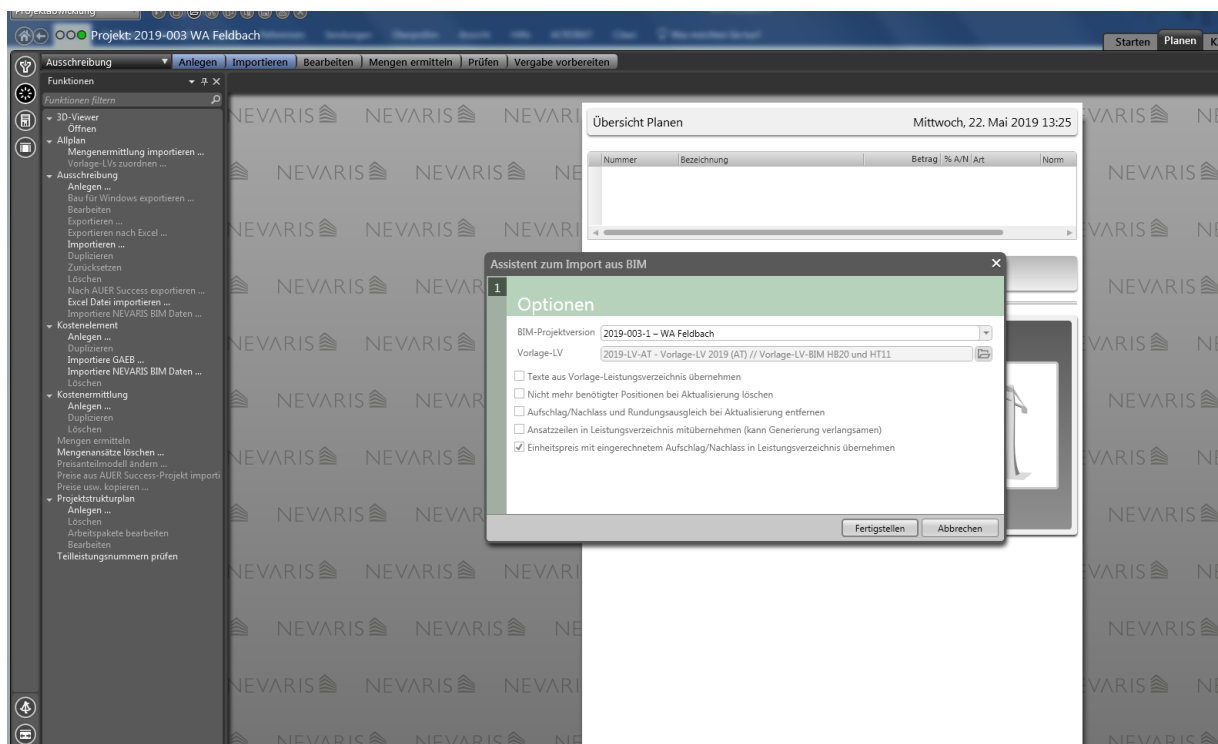 Projektabwicklung
Projekt: 2019-003 WA Feldbach
Starten Planen K
Ausschreibung Anlegen Importieren Bearbeiten Mengen ermitteln Prüfen Vergabe vorbereiten
Funktionen
Funktionen filtern
3D-Viewer
Öffnen
Allplan
Mengenermittlung importieren ...
Vorlage-LVs zuordnen ...
Ausschreibung
Anlegen ...
Bau für Windows exportieren ...
Bearbeiten
Exportieren ...
Exportieren nach Excel ...
Importieren ...
Duplizieren
Zurücksetzen
Löschen
Nach AUER Success exportieren ...
Excel Datei importieren ...
Importiere NEVARIS BIM Daten ...
Kostenelement
Anlegen ...
Duplizieren
Importiere GAEB ...
Importiere NEVARIS BIM Daten ...
Löschen
Kostenermittlung
Anlegen ...
Duplizieren
Löschen
Mengen ermitteln
Mengenansätze löschen ...
Preisanteilmodell ändern ...
Preise aus AUER Success-Projekt importi
Preise usw. kopieren ...
Projektstrukturplan
Anlegen ...
Löschen
Arbeitspakete bearbeiten
Bearbeiten
Teilleistungsnummern prüfen
NEVARIS
Übersicht Planen Mittwoch, 22. Mai 2019 13:25
Nummer Bezeichnung Betrag % A/N Art Norm
Assistent zum Import aus BIM
1
Optionen
BIM-Projektversion 2019-003-1 – WA Feldbach
Vorlage-LV 2019-LV-AT - Vorlage-LV 2019 (AT) // Vorlage-LV-BIM HB20 und HT11
Texte aus Vorlage-Leistungsverzeichnis übernehmen
Nicht mehr benötigter Positionen bei Aktualisierung löschen
Aufschlag/Nachlass und Rundungsausgleich bei Aktualisierung entfernen
Ansatzzeilen in Leistungsverzeichnis mitübernehmen (kann Generierung verlangsamen)
Einheitspreis mit eingerechnetem Aufschlag/Nachlass in Leistungsverzeichnis übernehmen
Fertigstellen Abbrechen